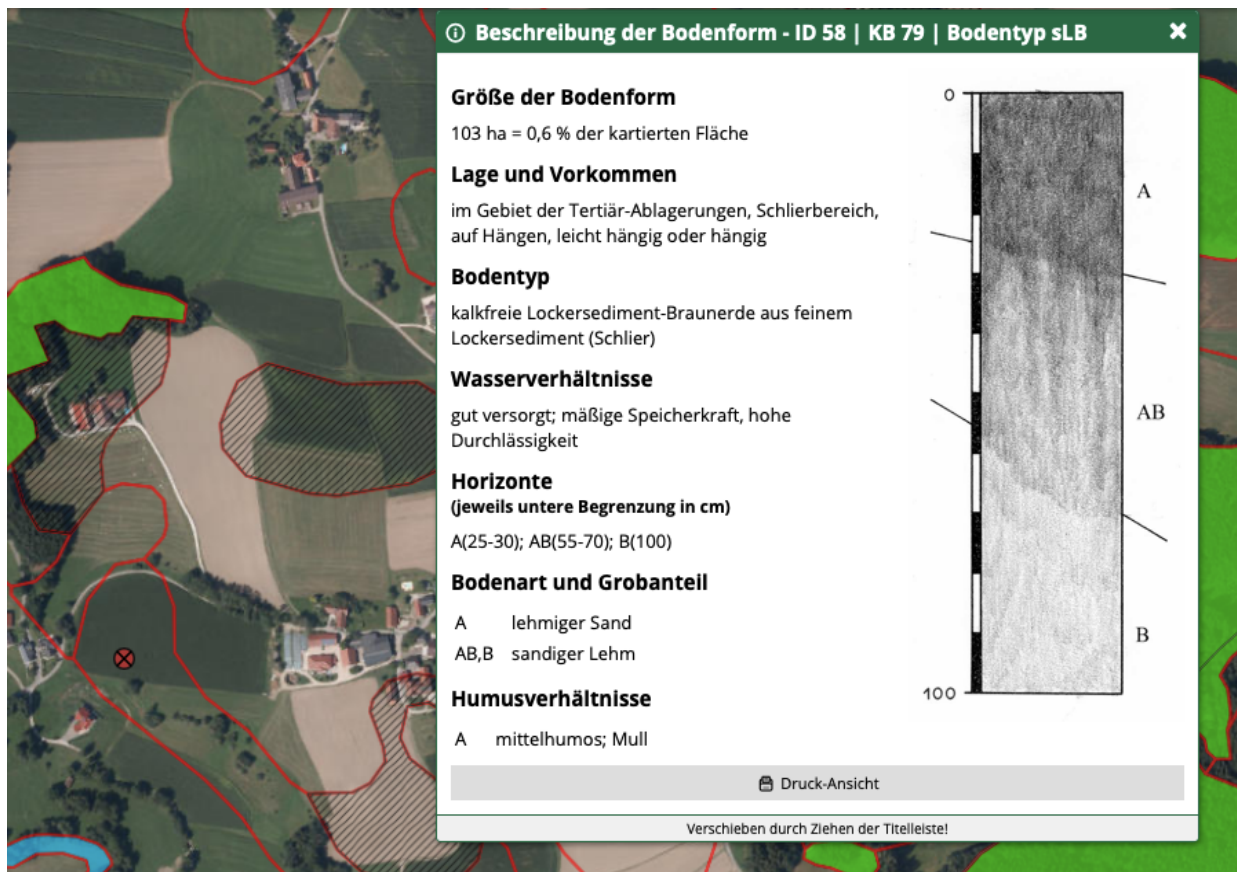 Beschreibung der Bodenform - ID 58 | KB 79 | Bodentyp sLB
Größe der Bodenform
103 ha = 0,6 % der kartierten Fläche
Lage und Vorkommen
im Gebiet der Tertiär-Ablagerungen, Schlierbereich,
auf Hängen, leicht hängig oder hängig
Bodentyp
kalkfreie Lockersediment-Braunerde aus feinem
Lockersediment (Schlier)
Wasserverhältnisse
gut versorgt; mäßige Speicherkraft, hohe
Durchlässigkeit
Horizonte
(jeweils untere Begrenzung in cm)
A(25-30); AB(55-70); B(100)
Bodenart und Grobanteil
A lehmiger Sand
AB,B sandiger Lehm
Humusverhältnisse
A mittelhumos; Mull
0
A
AB
B
100
Druck-Ansicht
Verschieben durch Ziehen der Titelleiste!